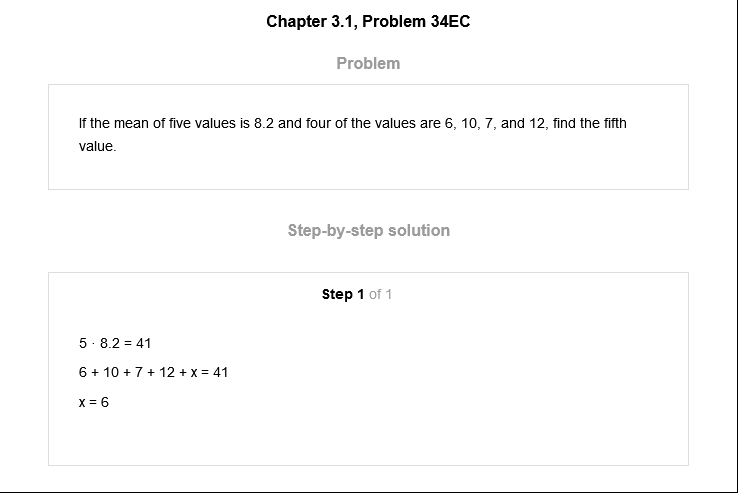 Chapter 3.1, Problem 34EC
Problem
If the mean of five values is 8.2 and four of the values are 6, 10, 7, and 12, find the fifth
value.
Step-by-step solution
Step 1 of 1
5 · 8.2 = 41
6 + 10 + 7 + 12 + x = 41
x = 6